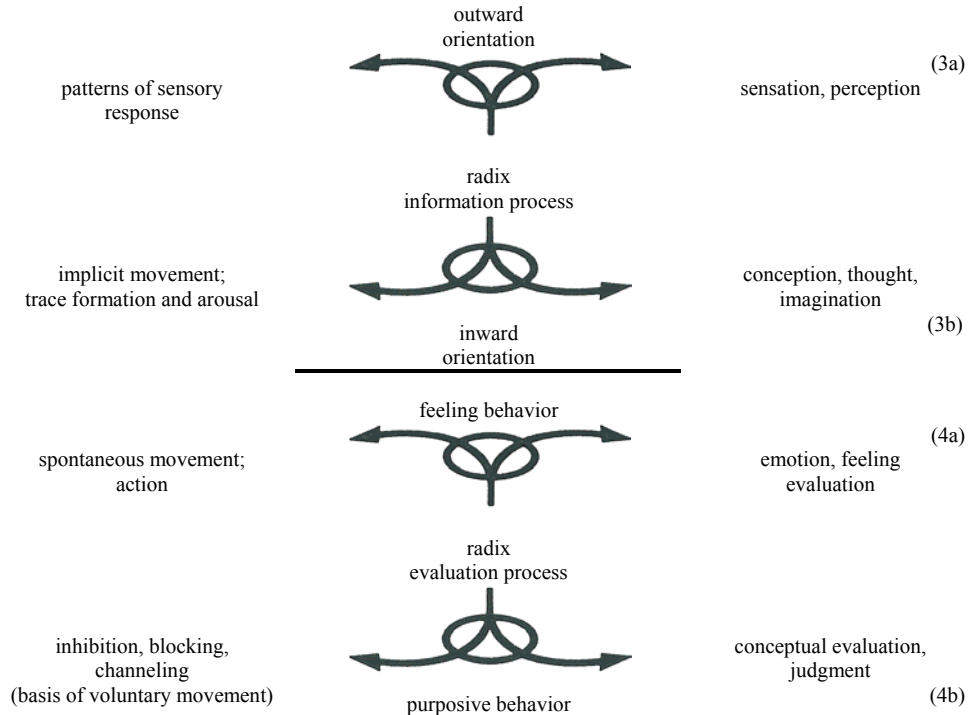 outward
orientation
(3a)
patterns of sensory
response
sensation, perception
radix
information process
implicit movement;
trace formation and arousal
conception, thought,
imagination
(3b)
inward
orientation
feeling behavior
(4a)
spontaneous movement;
action
emotion, feeling
evaluation
radix
evaluation process
inhibition, blocking,
channeling
(basis of voluntary movement)
conceptual evaluation,
judgment
(4b)
purposive behavior